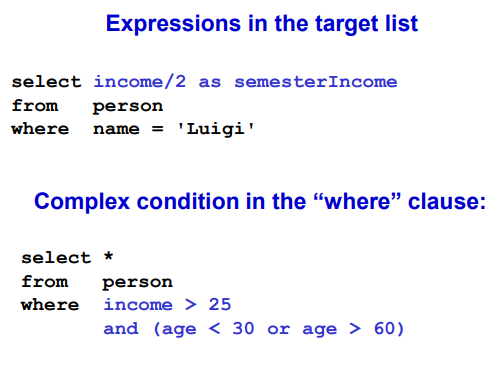 Expressions in the target list
select income/2 as semesterIncome
from person
where name = 'Luigi'
Complex condition in the “where” clause:
select *
from person
where income > 25
and (age < 30 or age > 60)